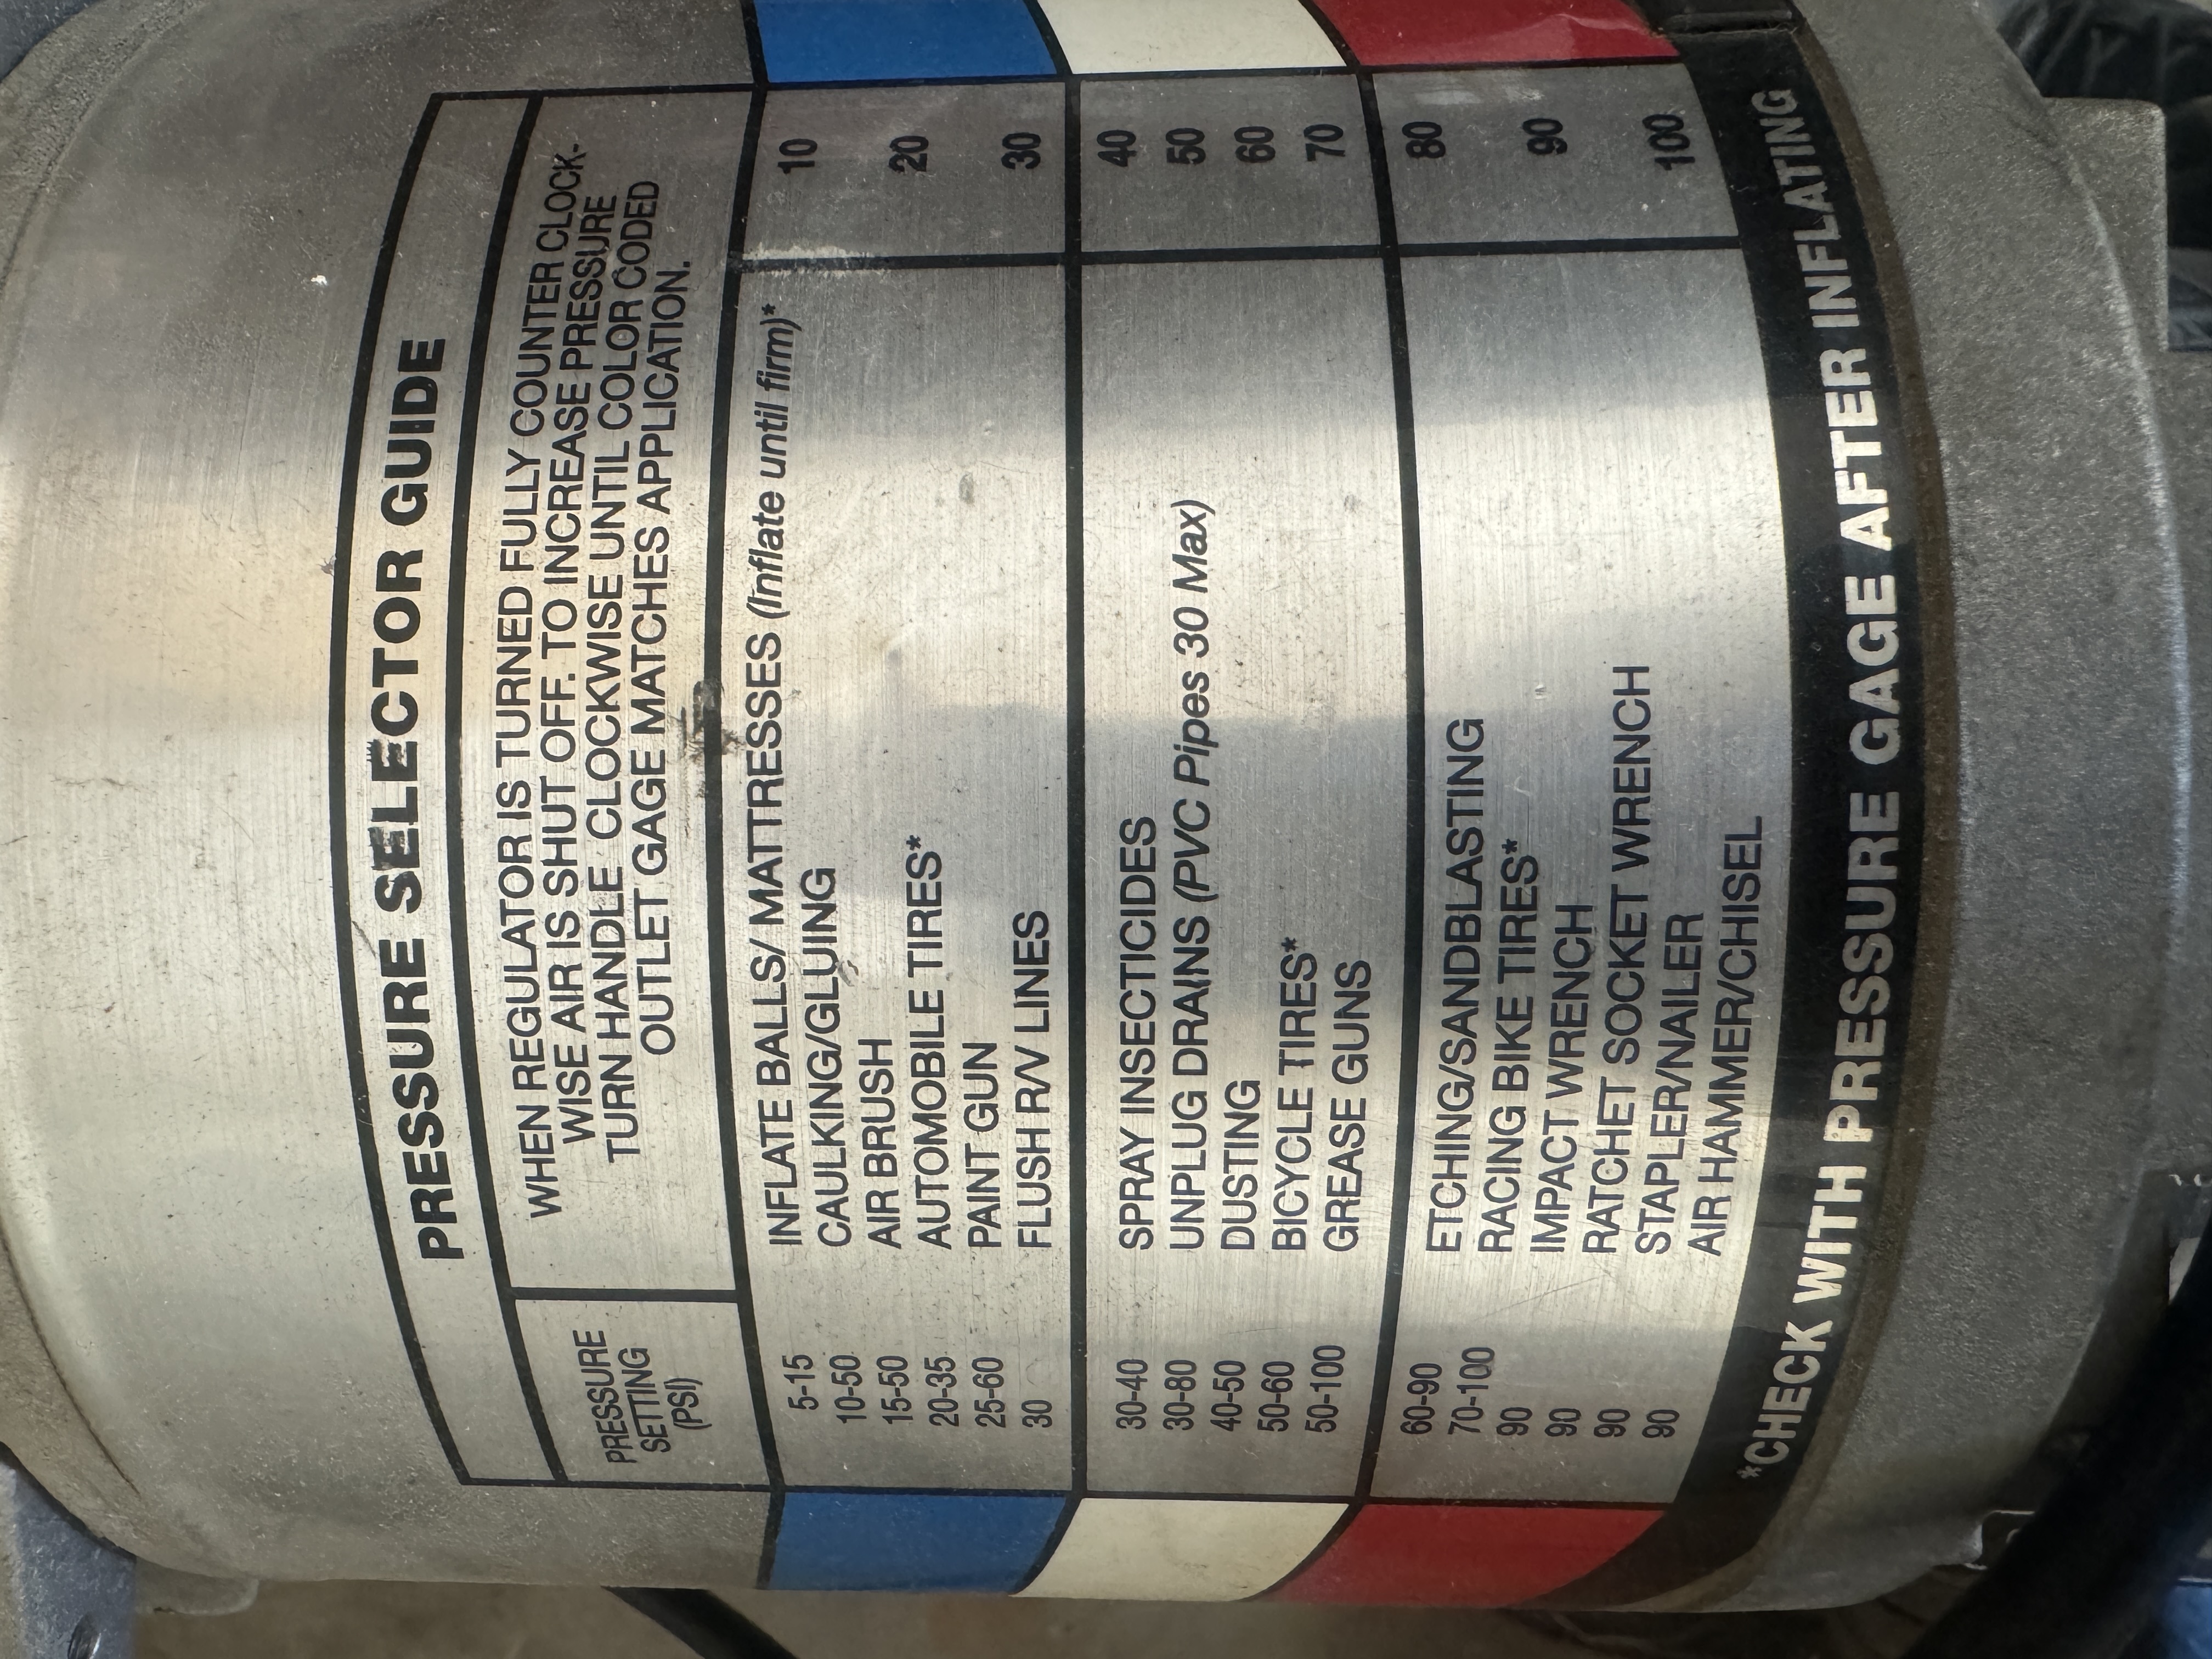 PRESSURE SELECTOR GUIDE
PRESSURE
SETTING
(PSI)
WHEN REGULATOR IS TURNED FULLY COUNTER CLOCK-
WISE AIR IS SHUT OFF. TO INCREASE PRESSURE
TURN HANDLE CLOCKWISE UNTIL COLOR CODED
OUTLET GAGE MATCHES APPLICATION.
5-15 INFLATE BALLS/ MATTRESSES (Inflate until firm)* 10
10-50 CAULKING/GLUING
15-50 AIR BRUSH 20
20-35 AUTOMOBILE TIRES*
25-60 PAINT GUN
30 FLUSH R/V LINES 30
30-40 SPRAY INSECTICIDES 40
30-80 UNPLUG DRAINS (PVC Pipes 30 Max) 50
40-50 DUSTING
50-60 BICYCLE TIRES* 60
50-100 GREASE GUNS 70
60-90 ETCHING/SANDBLASTING 80
70-100 RACING BIKE TIRES*
90 IMPACT WRENCH 90
90 RATCHET SOCKET WRENCH
90 STAPLER/NAILER 100
90 AIR HAMMER/CHISEL
*CHECK WITH PRESSURE GAGE AFTER INFLATING